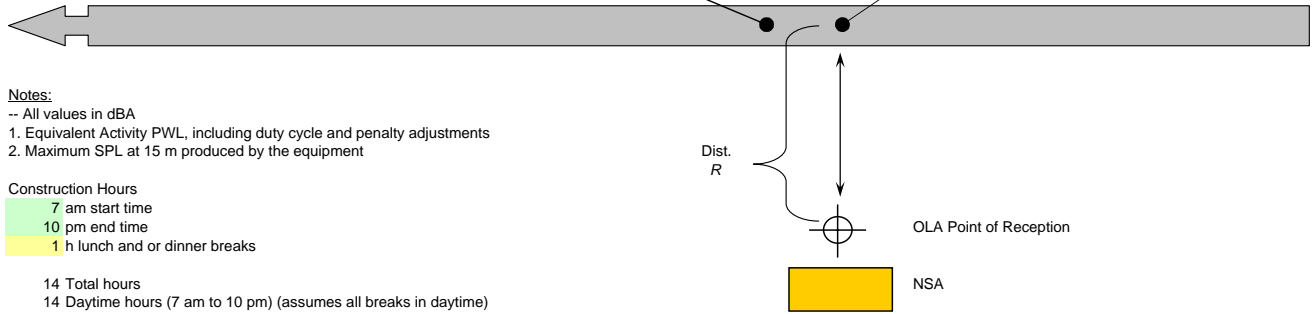 Notes:
-- All values in dBA
1. Equivalent Activity PWL, including duty cycle and penalty adjustments
2. Maximum SPL at 15 m produced by the equipment
Dist.
R
Construction Hours
7 am start time
10 pm end time
1 h lunch and or dinner breaks
OLA Point of Reception
14 Total hours
NSA
14 Daytime hours (7 am to 10 pm) (assumes all breaks in daytime)